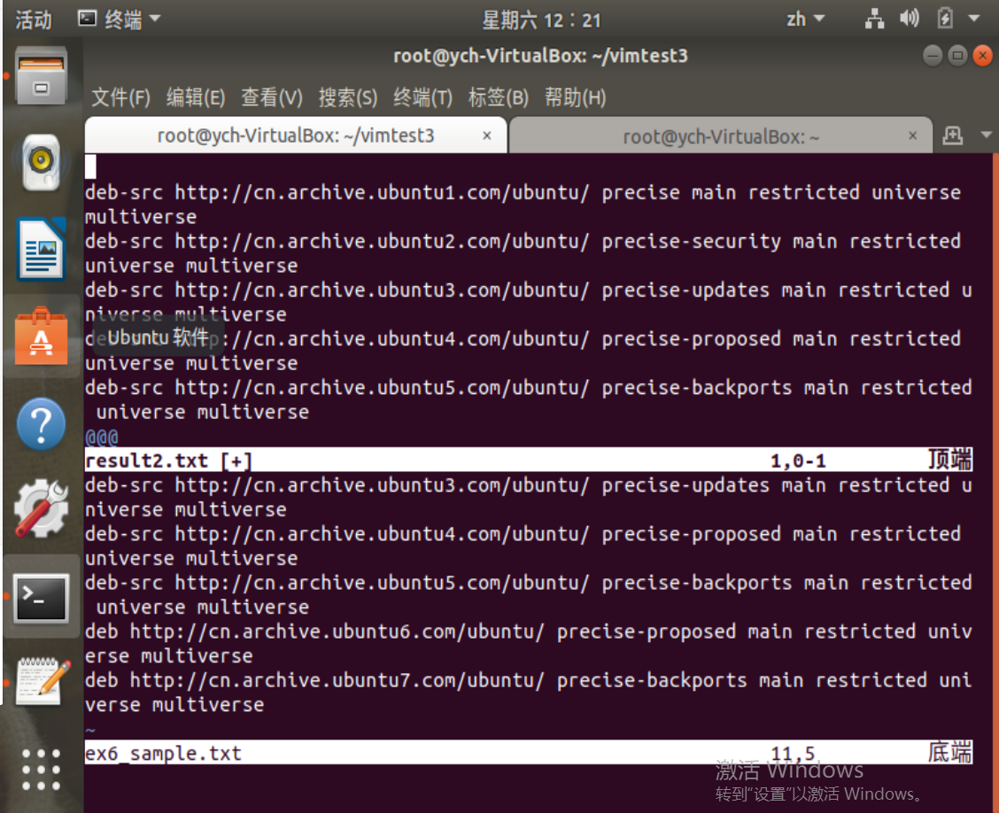 活动 终端 星期六 12：21 zh
root@ych-VirtualBox: ~/vimtest3
文件(F) 编辑(E) 查看(V) 搜索(S) 终端(T) 标签(B) 帮助(H)
root@ych-VirtualBox: ~/vimtest3 × root@ych-VirtualBox: ~ ×
deb-src http://cn.archive.ubuntu1.com/ubuntu/ precise main restricted universe
multiverse
deb-src http://cn.archive.ubuntu2.com/ubuntu/ precise-security main restricted
universe multiverse
deb-src http://cn.archive.ubuntu3.com/ubuntu/ precise-updates main restricted u
niverse multiverse
Ubuntu 软件
://cn.archive.ubuntu4.com/ubuntu/ precise-proposed main restricted
universe multiverse
deb-src http://cn.archive.ubuntu5.com/ubuntu/ precise-backports main restricted
universe multiverse
@@@
result2.txt [+] 1,0-1 顶端
deb-src http://cn.archive.ubuntu3.com/ubuntu/ precise-updates main restricted u
niverse multiverse
deb-src http://cn.archive.ubuntu4.com/ubuntu/ precise-proposed main restricted
universe multiverse
deb-src http://cn.archive.ubuntu5.com/ubuntu/ precise-backports main restricted
universe multiverse
deb http://cn.archive.ubuntu6.com/ubuntu/ precise-proposed main restricted univ
erse multiverse
deb http://cn.archive.ubuntu7.com/ubuntu/ precise-backports main restricted uni
verse multiverse
~
ex6_sample.txt 11,5 底端
激活 Windows
转到“设置”以激活 Windows。